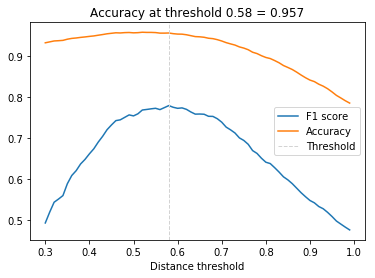 Accuracy at threshold 0.58 = 0.957
0.9
0.8
0.7
0.6
0.5
F1 score
Accuracy
Threshold
0.3 0.4 0.5 0.6 0.7 0.8 0.9 1.0
Distance threshold